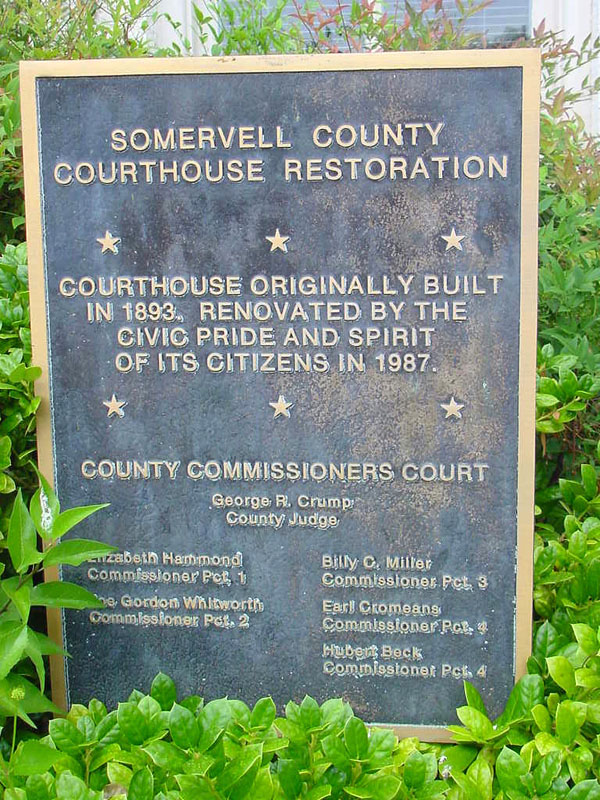 SOMERVELL COUNTY
COURTHOUSE RESTORATION
COURTHOUSE ORIGINALLY BUILT
IN 1893. RENOVATED BY THE
CIVIC PRIDE AND SPIRIT
OF ITS CITIZENS IN 1987.
COUNTY COMMISSIONERS COURT
George R. Crump
County Judge
Elizabeth Hammond
Commissioner Pct. 1
Joe Gordon Whitworth
Commissioner Pct. 2
Billy C. Miller
Commissioner Pct. 3
Earl Cromeans
Commissioner Pct. 4
Hubert Beck
Commissioner Pct. 4